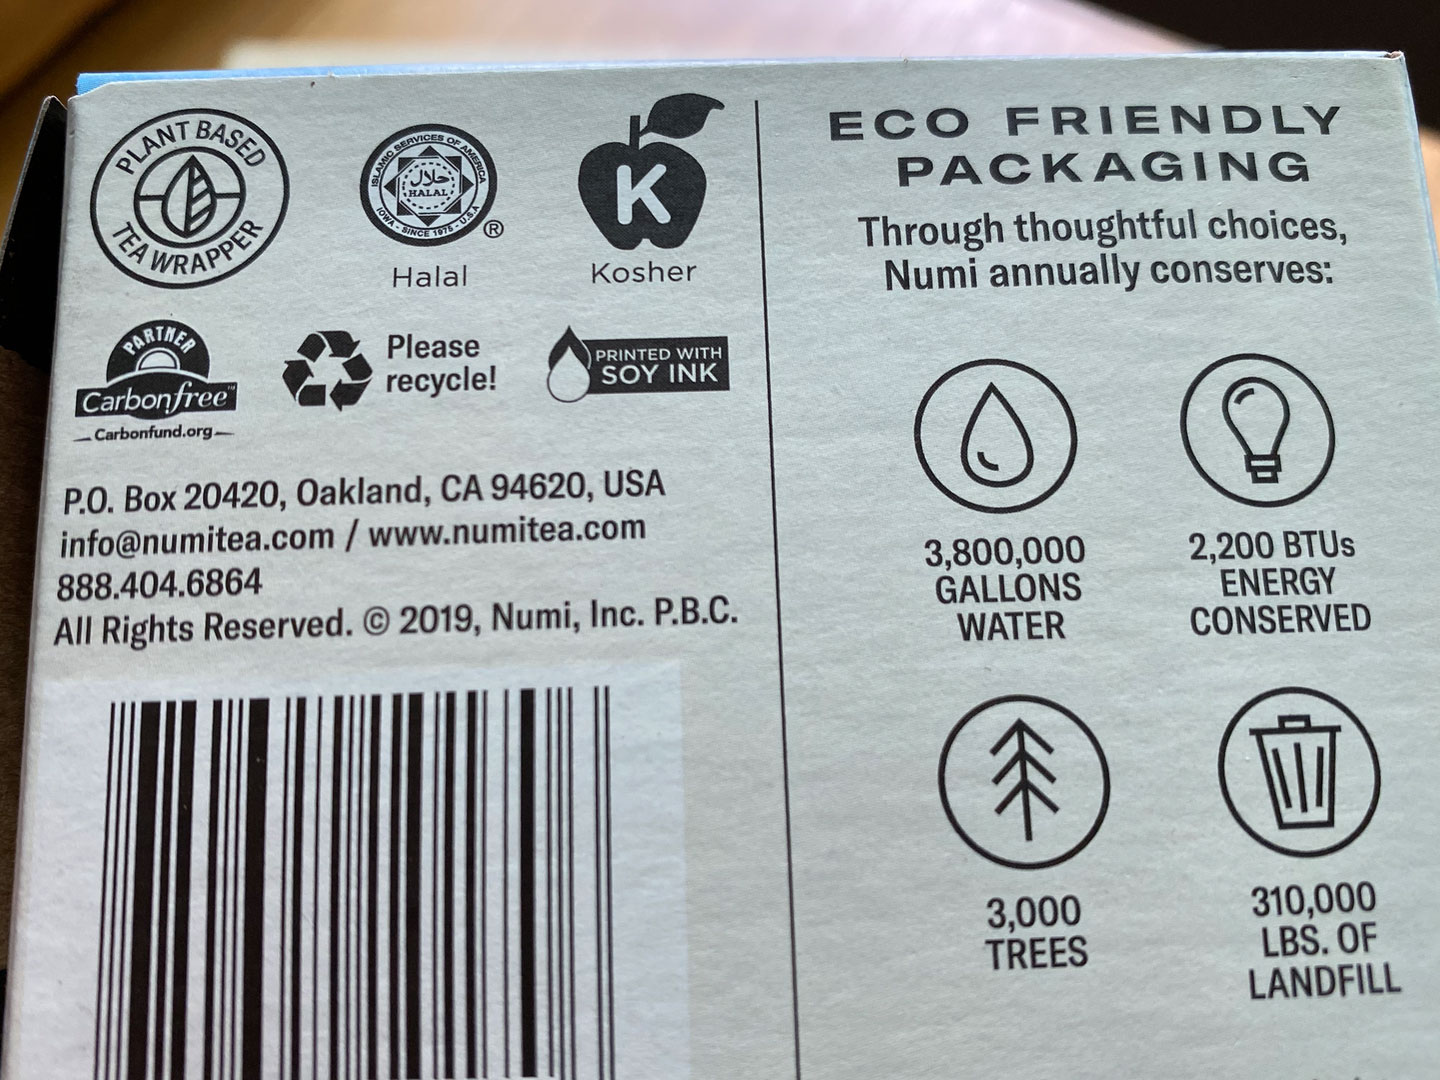 PLANT BASED
TEA WRAPPER
ISLAMIC SERVICES OF AMERICA
حلال
HALAL
IOWA - SINCE 1975 - U.S.A
®
Halal
K
Kosher
PARTNER
Carbonfree™
Carbonfund.org
Please
recycle!
PRINTED WITH
SOY INK
P.O. Box 20420, Oakland, CA 94620, USA
info@numitea.com / www.numitea.com
888.404.6864
All Rights Reserved. © 2019, Numi, Inc. P.B.C.
ECO FRIENDLY
PACKAGING
Through thoughtful choices,
Numi annually conserves:
3,800,000
GALLONS
WATER
2,200 BTUs
ENERGY
CONSERVED
3,000
TREES
310,000
LBS. OF
LANDFILL